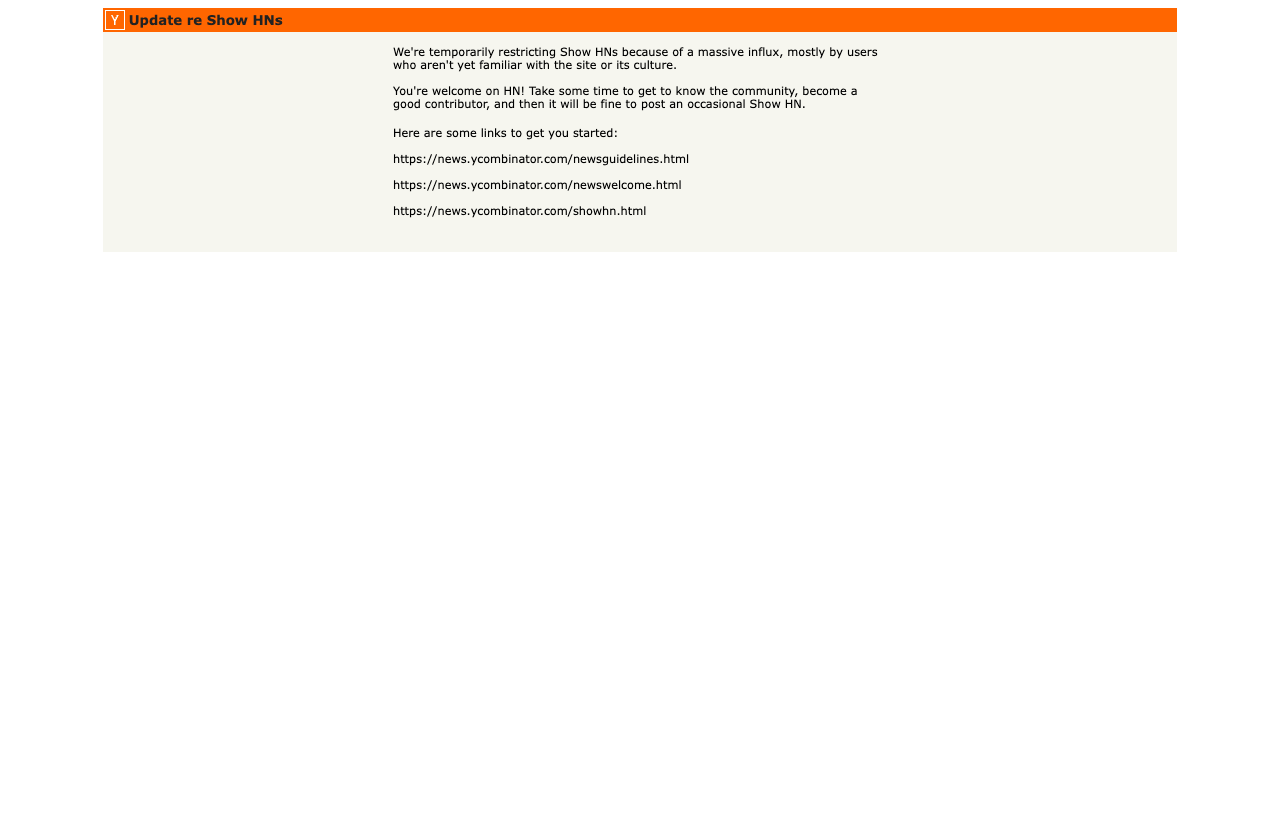 Y Update re Show HNs
We're temporarily restricting Show HNs because of a massive influx, mostly by users
who aren't yet familiar with the site or its culture.
You're welcome on HN! Take some time to get to know the community, become a
good contributor, and then it will be fine to post an occasional Show HN.
Here are some links to get you started:
https://news.ycombinator.com/newsguidelines.html
https://news.ycombinator.com/newswelcome.html
https://news.ycombinator.com/showhn.html